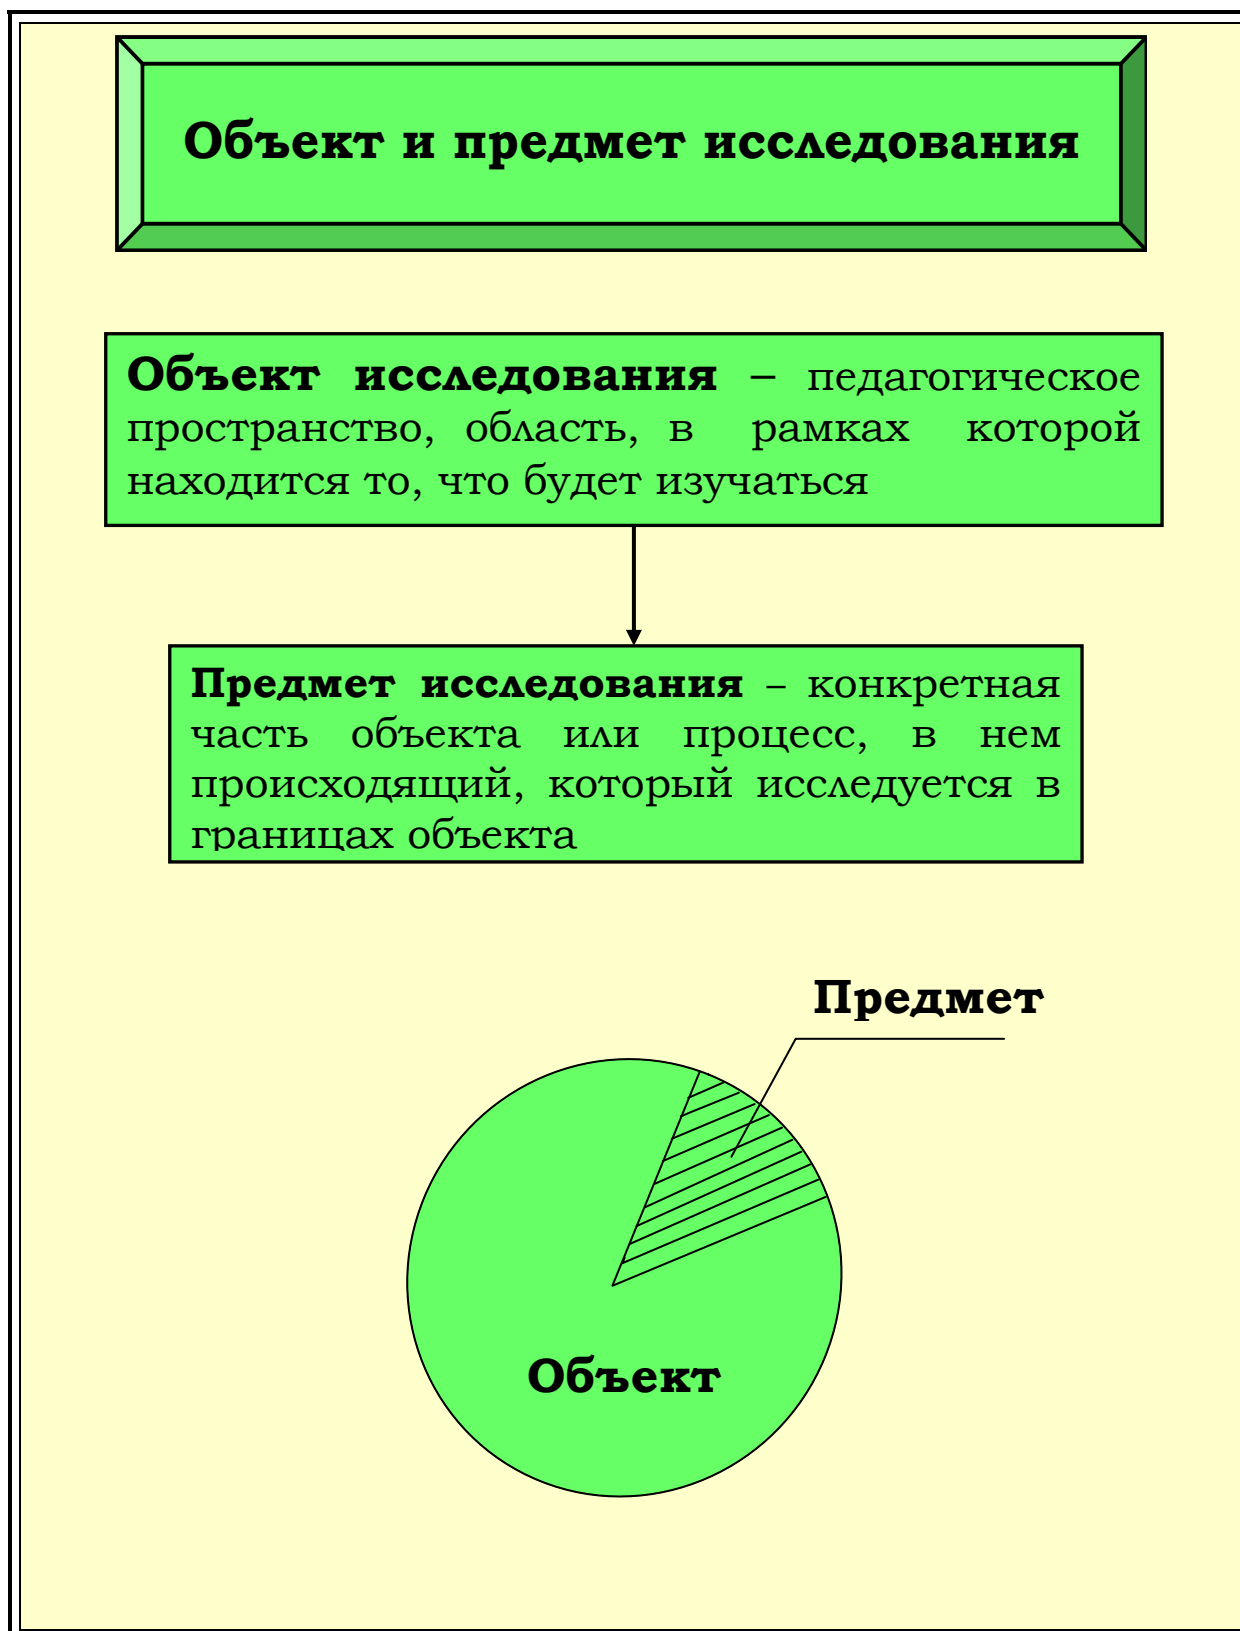 Объект и предмет исследования
Объект исследования – педагогическое
пространство, область, в рамках которой
находится то, что будет изучаться
Предмет исследования – конкретная
часть объекта или процесс, в нем
происходящий, который исследуется в
границах объекта
Предмет
Объект